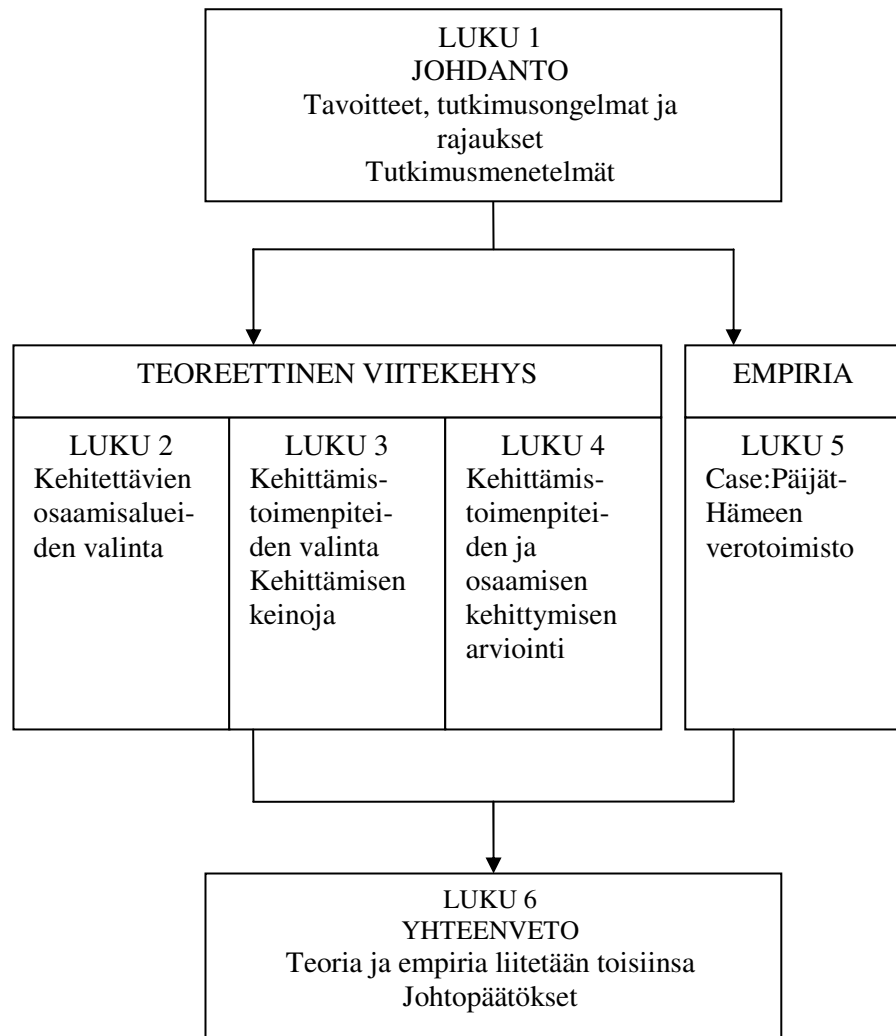 LUKU 1
JOHDANTO
Tavoitteet, tutkimusongelmat ja
rajaukset
Tutkimusmenetelmät
TEOREETTINEN VIITEKEHYS
LUKU 2
Kehitettävien
osaamisaluei-
den valinta
LUKU 3
Kehittämis-
toimenpitei-
den valinta
Kehittämisen
keinoja
LUKU 4
Kehittämis-
toimenpitei-
den ja
osaamisen
kehittymisen
arviointi
EMPIRIA
LUKU 5
Case:Päijät-
Hämeen
verotoimisto
LUKU 6
YHTEENVETO
Teoria ja empiria liitetään toisiinsa
Johtopäätökset